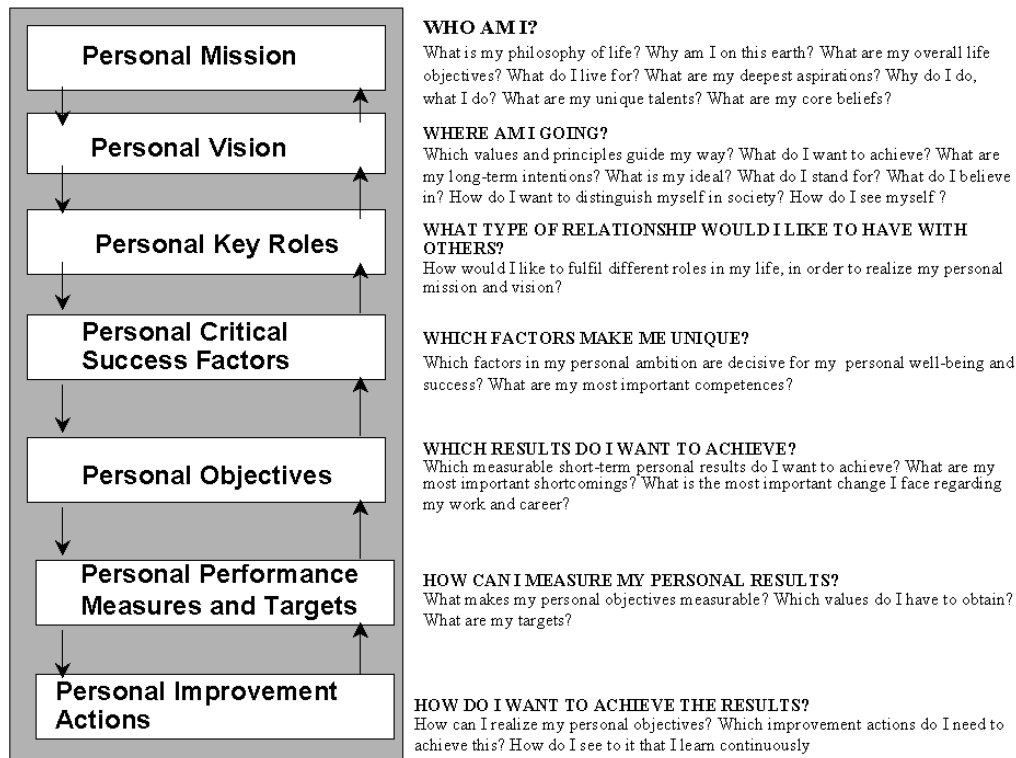 Personal Mission
WHO AM I?
What is my philosophy of life? Why am I on this earth? What are my overall life
objectives? What do I live for? What are my deepest aspirations? Why do I do,
what I do? What are my unique talents? What are my core beliefs?
Personal Vision
WHERE AM I GOING?
Which values and principles guide my way? What do I want to achieve? What are
my long-term intentions? What is my ideal? What do I stand for? What do I believe
in? How do I want to distinguish myself in society? How do I see myself ?
Personal Key Roles
WHAT TYPE OF RELATIONSHIP WOULD I LIKE TO HAVE WITH
OTHERS?
How would I like to fulfil different roles in my life, in order to realize my personal
mission and vision?
Personal Critical
Success Factors
WHICH FACTORS MAKE ME UNIQUE?
Which factors in my personal ambition are decisive for my personal well-being and
success? What are my most important competences?
Personal Objectives
WHICH RESULTS DO I WANT TO ACHIEVE?
Which measurable short-term personal results do I want to achieve? What are my
most important shortcomings? What is the most important change I face regarding
my work and career?
Personal Performance
Measures and Targets
HOW CAN I MEASURE MY PERSONAL RESULTS?
What makes my personal objectives measurable? Which values do I have to obtain?
What are my targets?
Personal Improvement
Actions
HOW DO I WANT TO ACHIEVE THE RESULTS?
How can I realize my personal objectives? Which improvement actions do I need to
achieve this? How do I see to it that I learn continuously